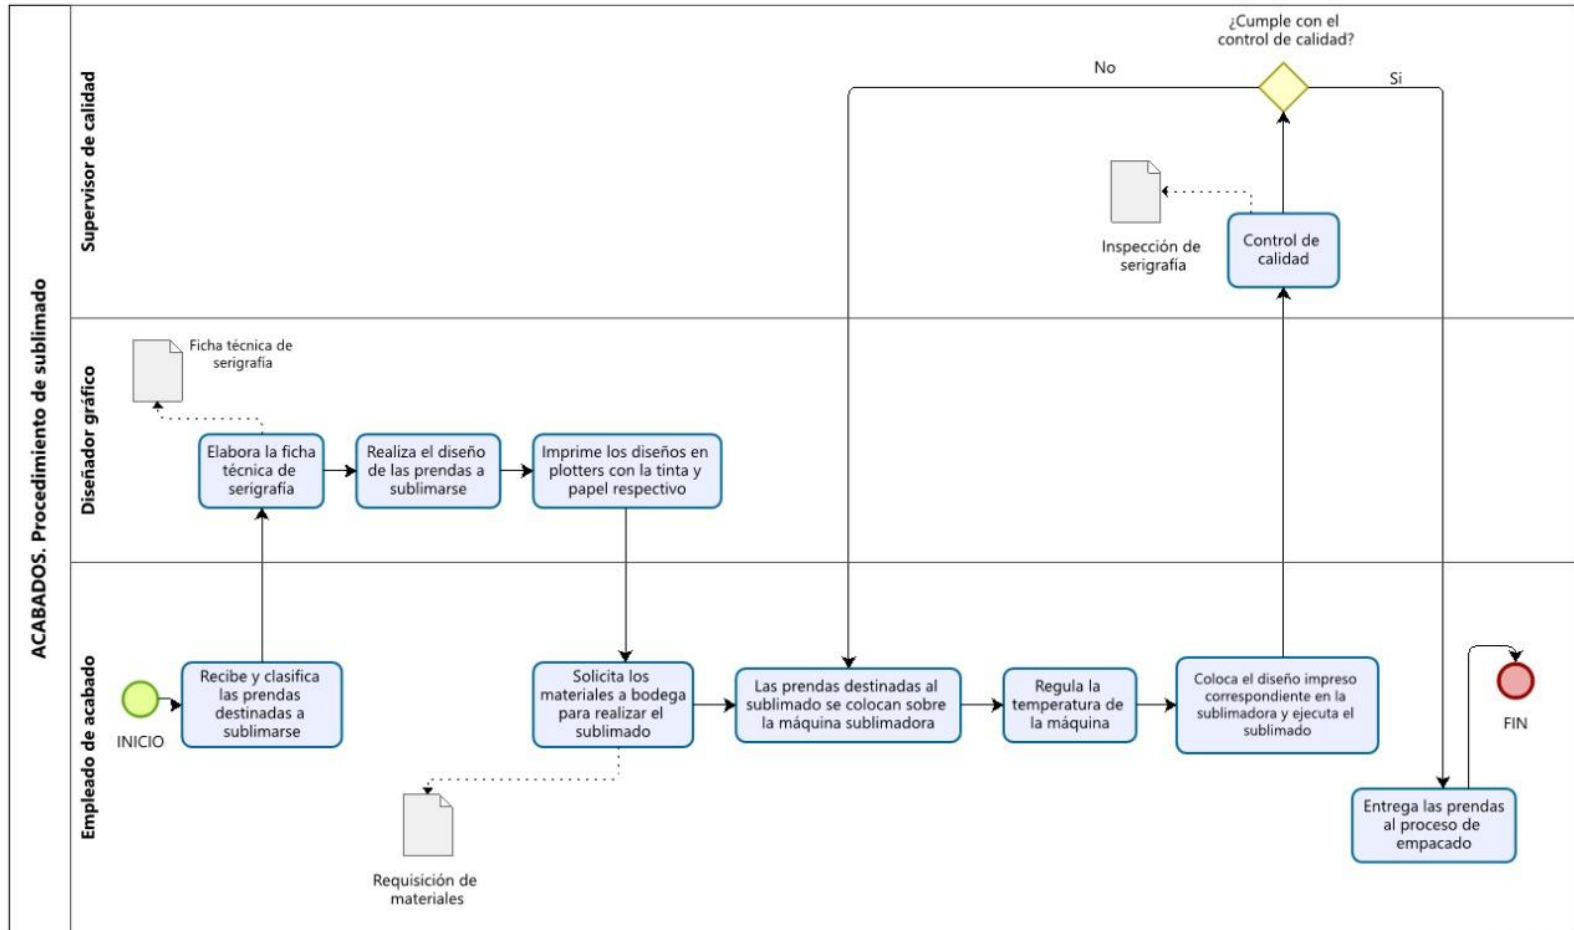 ACABADOS. Procedimiento de sublimado
Supervisor de calidad
¿Cumple con el
control de calidad?
No
Si
Inspección de
serigrafía
Control de
calidad
Diseñador gráfico
Ficha técnica de
serigrafía
Elabora la ficha
técnica de
serigrafía
Realiza el diseño
de las prendas a
sublimarse
Imprime los diseños en
plotters con la tinta y
papel respectivo
Empleado de acabado
INICIO
Recibe y clasifica
las prendas
destinadas a
sublimarse
Solicita los
materiales a bodega
para realizar el
sublimado
Requisición de
materiales
Las prendas destinadas al
sublimado se colocan sobre
la máquina sublimadora
Regula la
temperatura de
la máquina
Coloca el diseño impreso
correspondiente en la
sublimadora y ejecuta el
sublimado
Entrega las prendas
al proceso de
empacado
FIN